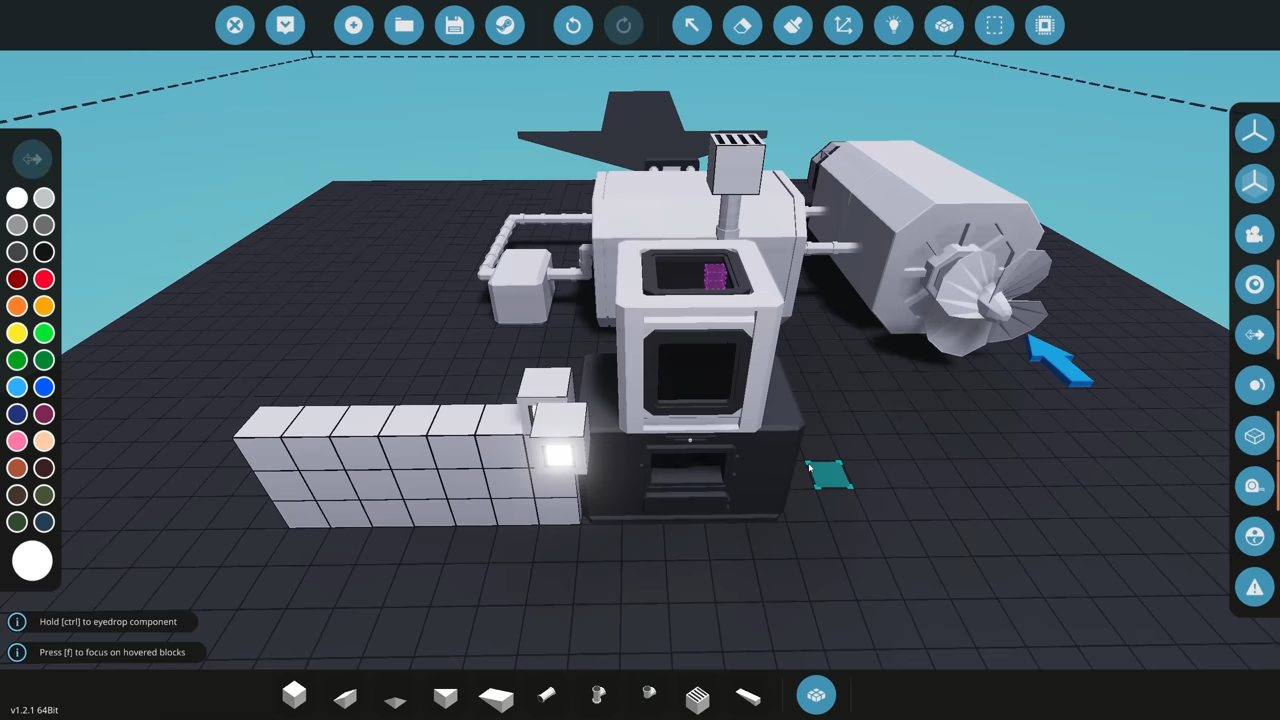 Hold [ctrl] to eyedrop component
Press [f] to focus on hovered blocks
v1.2.1 64Bit